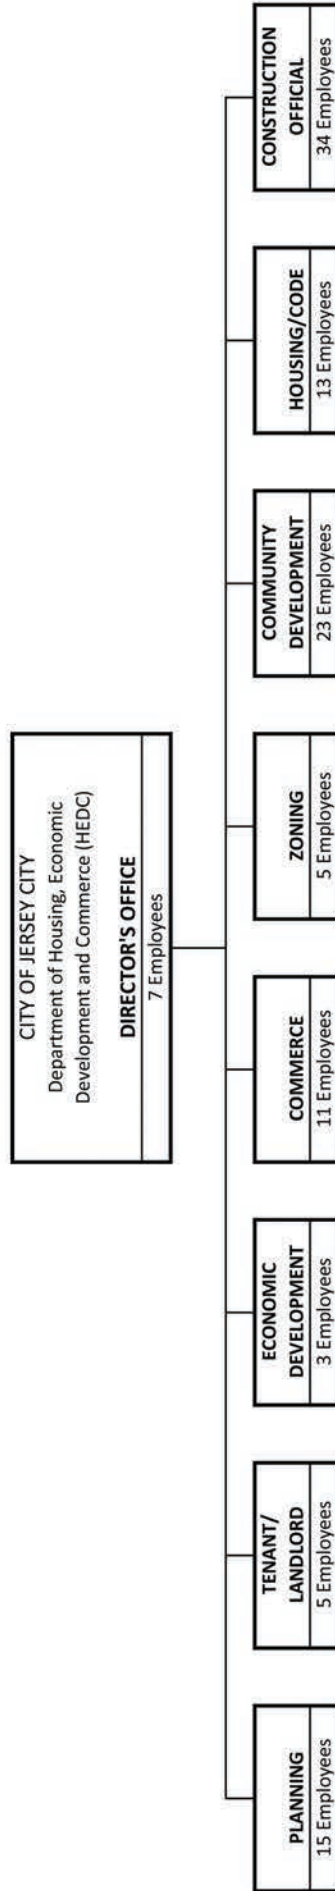 CITY OF JERSEY CITY
Department of Housing, Economic
Development and Commerce (HEDC)
DIRECTOR'S OFFICE
7 Employees
PLANNING
15 Employees
TENANT/
LANDLORD
5 Employees
ECONOMIC
DEVELOPMENT
3 Employees
COMMERCE
11 Employees
ZONING
5 Employees
COMMUNITY
DEVELOPMENT
23 Employees
HOUSING/CODE
13 Employees
CONSTRUCTION
OFFICIAL
34 Employees